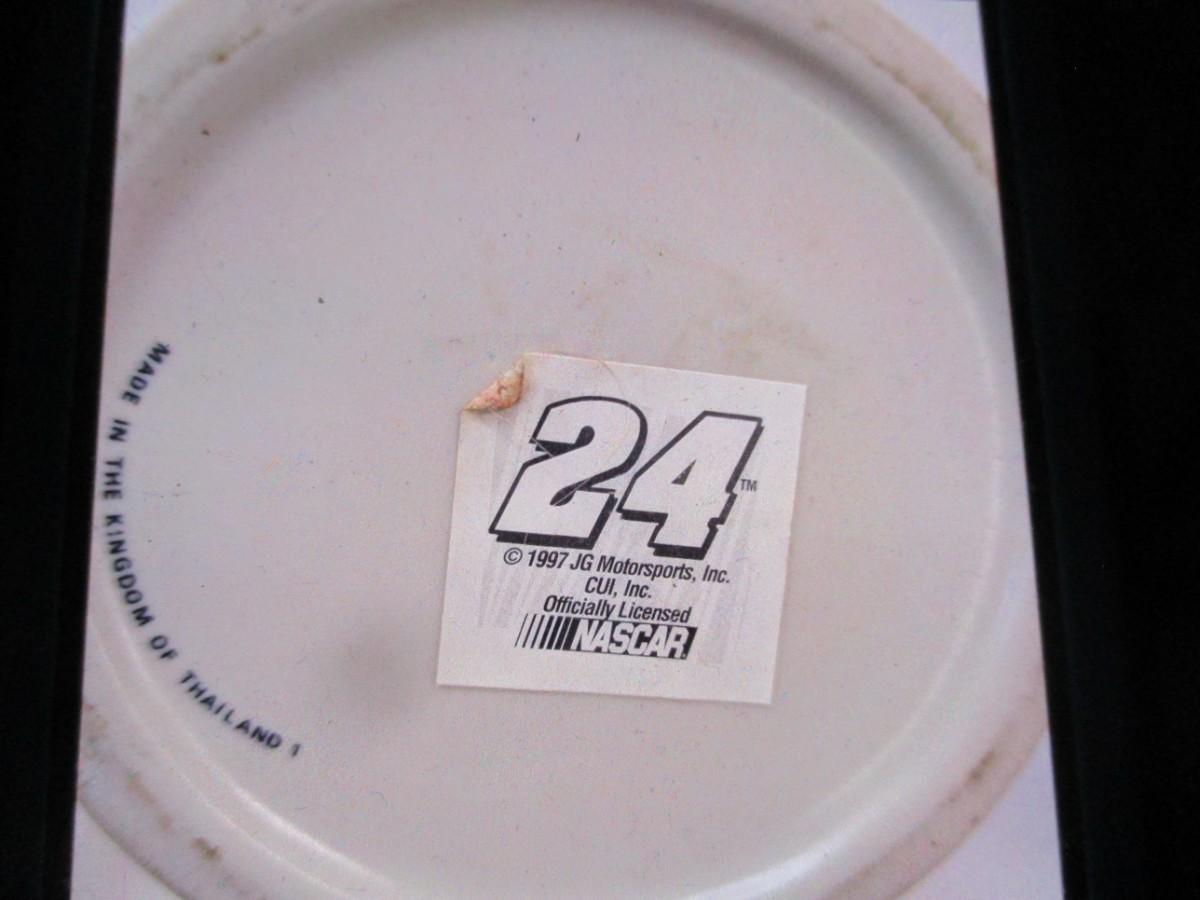 MADE IN THE KINGDOM OF THAILAND 1
24™
© 1997 JG Motorsports, Inc.
CUI, Inc.
Officially Licensed
NASCAR.